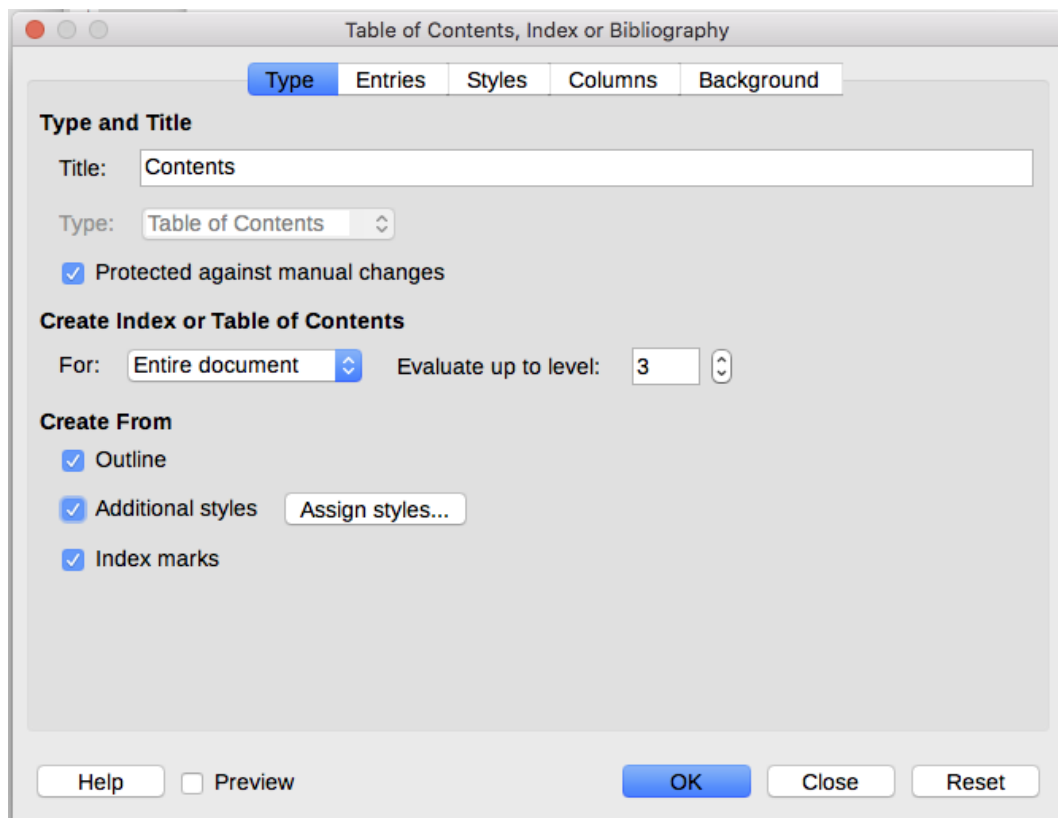 Table of Contents, Index or Bibliography
Type Entries Styles Columns Background
Type and Title
Title: Contents
Type: Table of Contents
Protected against manual changes
Create Index or Table of Contents
For: Entire document Evaluate up to level: 3
Create From
Outline
Additional styles Assign styles...
Index marks
Help Preview OK Close Reset